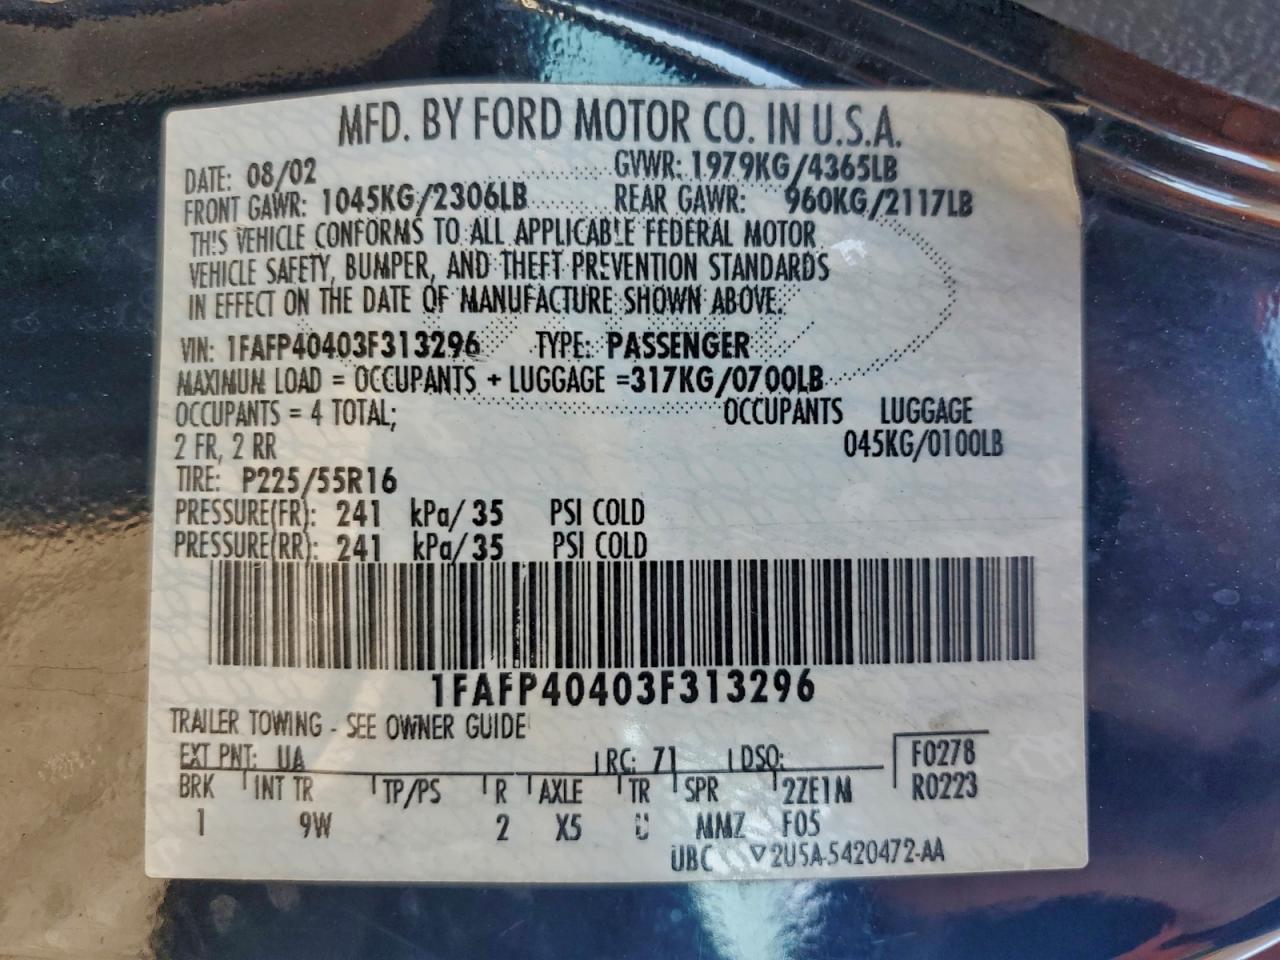 MFD. BY FORD MOTOR CO. IN U.S.A.
DATE: 08/02 GVWR: 1979KG/4365LB
FRONT GAWR: 1045KG/2306LB REAR GAWR: 960KG/2117LB
THIS VEHICLE CONFORMS TO ALL APPLICABLE FEDERAL MOTOR
VEHICLE SAFETY, BUMPER, AND THEFT PREVENTION STANDARDS
IN EFFECT ON THE DATE OF MANUFACTURE SHOWN ABOVE.
VIN: 1FAFP40403F313296 TYPE: PASSENGER
MAXIMUM LOAD = OCCUPANTS + LUGGAGE =317KG/0700LB
OCCUPANTS = 4 TOTAL; OCCUPANTS LUGGAGE
2 FR, 2 RR 045KG/0100LB
TIRE: P225/55R16
PRESSURE(FR): 241 kPa/35 PSI COLD
PRESSURE(RR): 241 kPa/35 PSI COLD
1FAFP40403F313296
TRAILER TOWING - SEE OWNER GUIDE
EXT PNT: UA RC: 71 DSO: F0278
BRK INT TR TP/PS R AXLE TR SPR 2ZE1M R0223
1 9W 2 X5 U MMZ F05
UBC ▽2U5A-5420472-AA